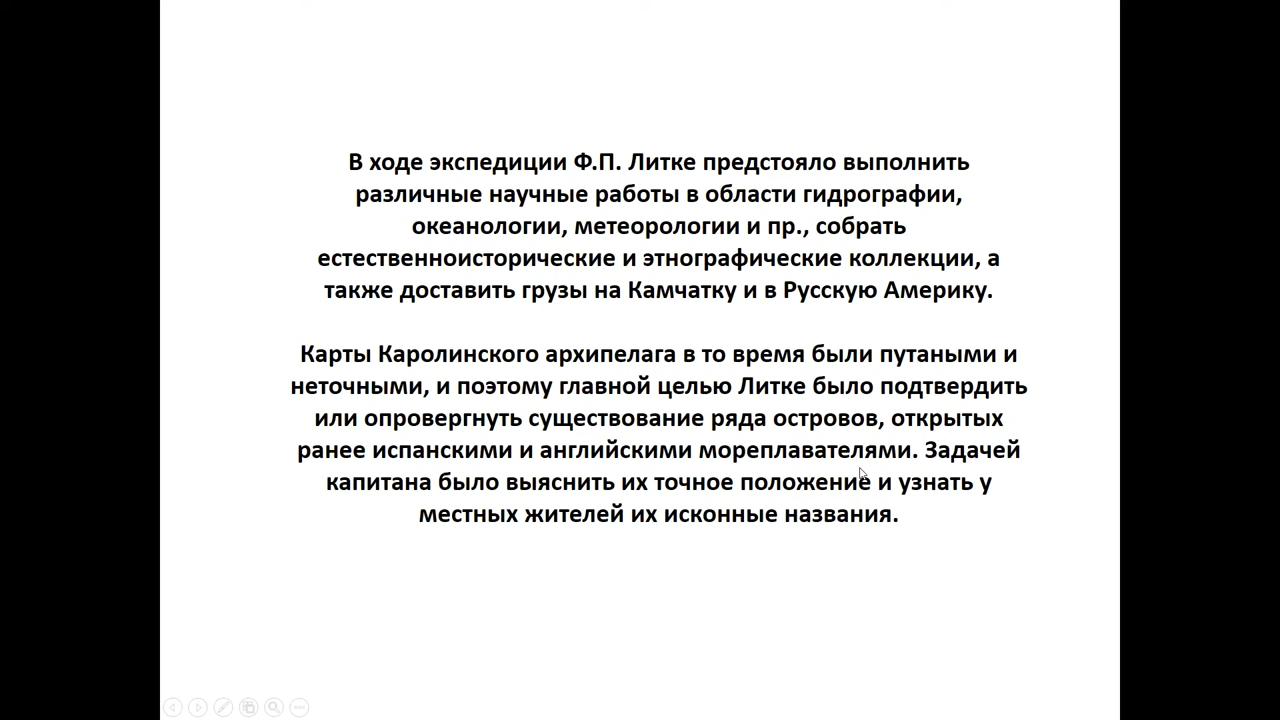 В ходе экспедиции Ф.П. Литке предстояло выполнить
различные научные работы в области гидрографии,
океанологии, метеорологии и пр., собрать
естественноисторические и этнографические коллекции, а
также доставить грузы на Камчатку и в Русскую Америку.
Карты Каролинского архипелага в то время были путаными и
неточными, и поэтому главной целью Литке было подтвердить
или опровергнуть существование ряда островов, открытых
ранее испанскими и английскими мореплавателями. Задачей
капитана было выяснить их точное положение и узнать у
местных жителей их исконные названия.